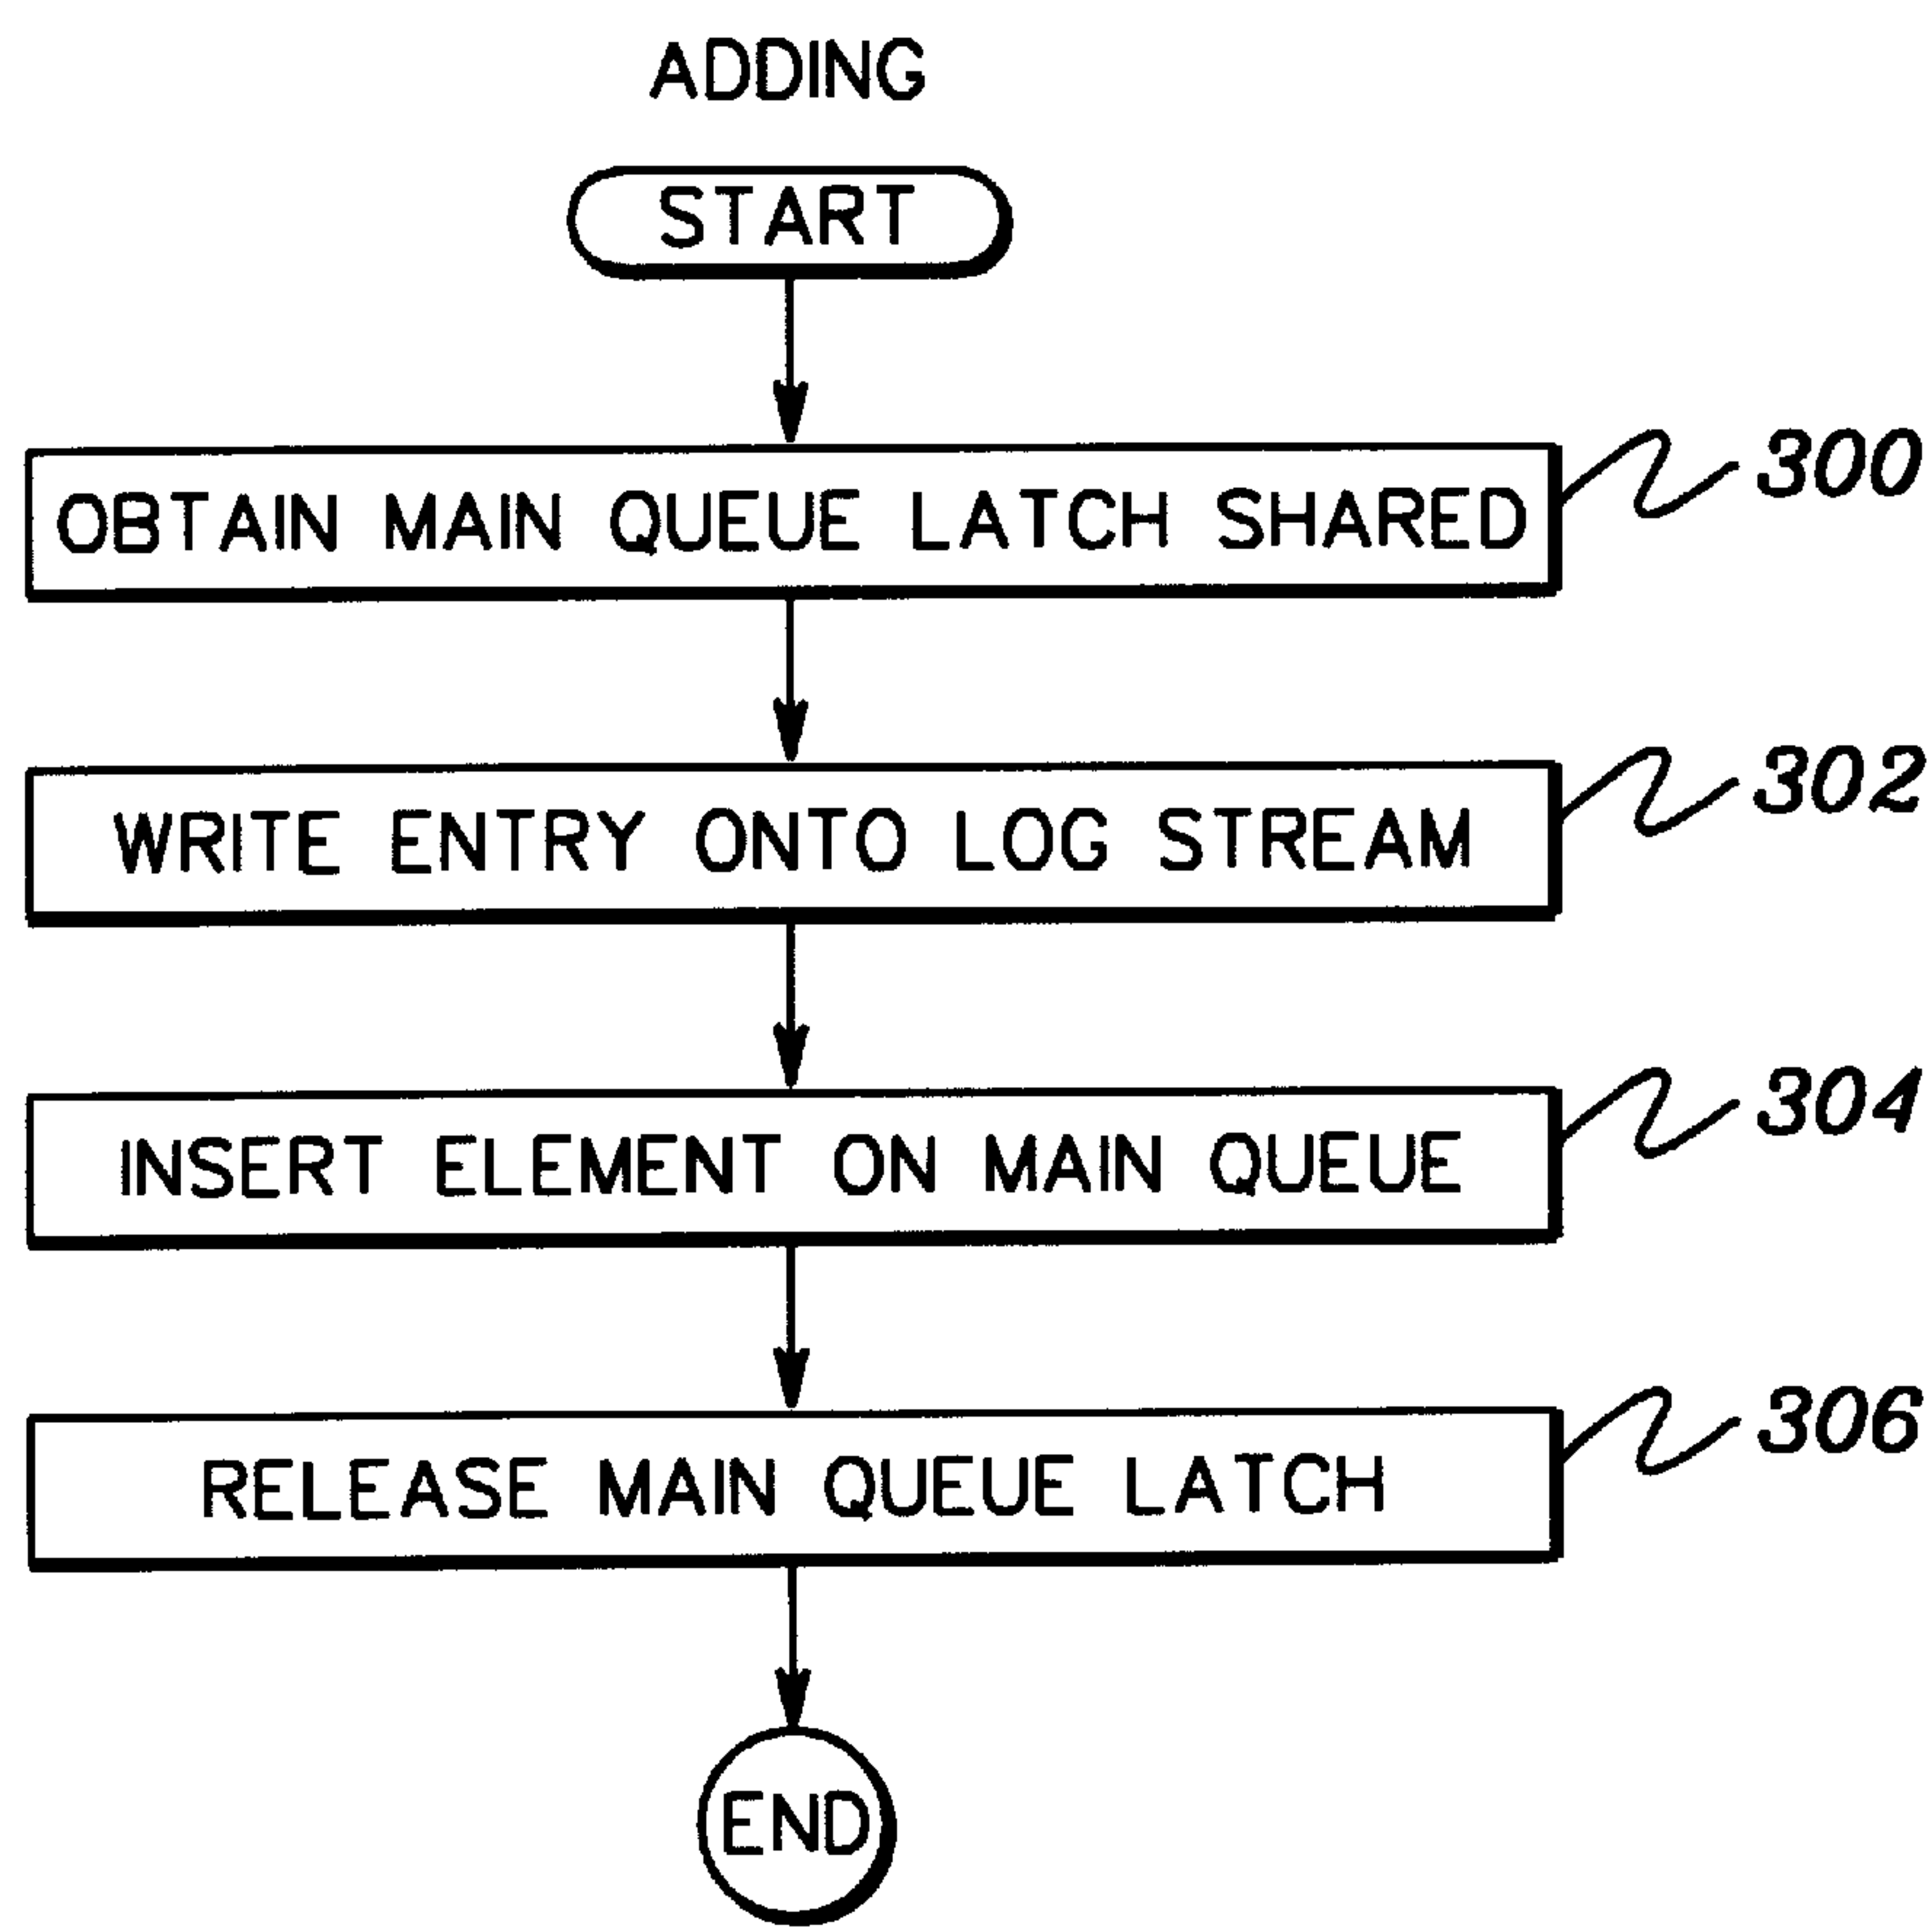 ADDING
START
OBTAIN MAIN QUEUE LATCH SHARED
300
WRITE ENTRY ONTO LOG STREAM
302
INSERT ELEMENT ON MAIN QUEUE
304
RELEASE MAIN QUEUE LATCH
306
END